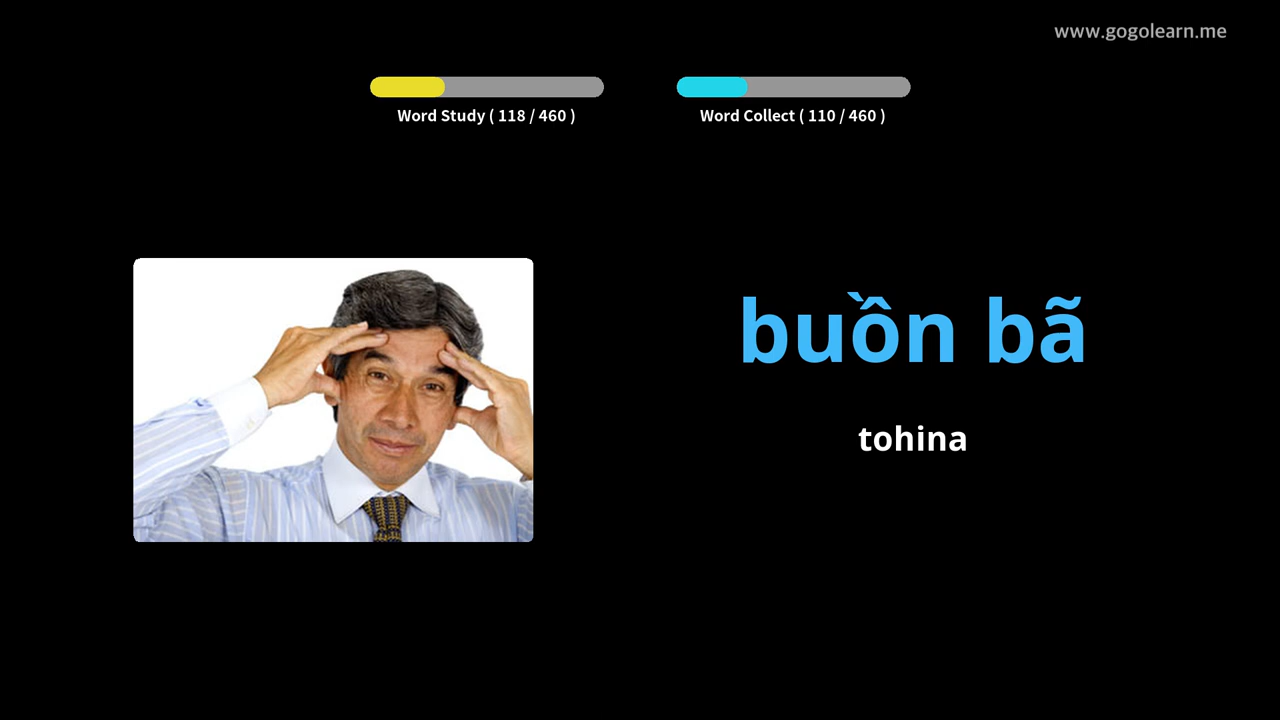 www.gogolearn.me
Word Study ( 118 / 460 )
Word Collect ( 110 / 460 )
buồn bã
tohina